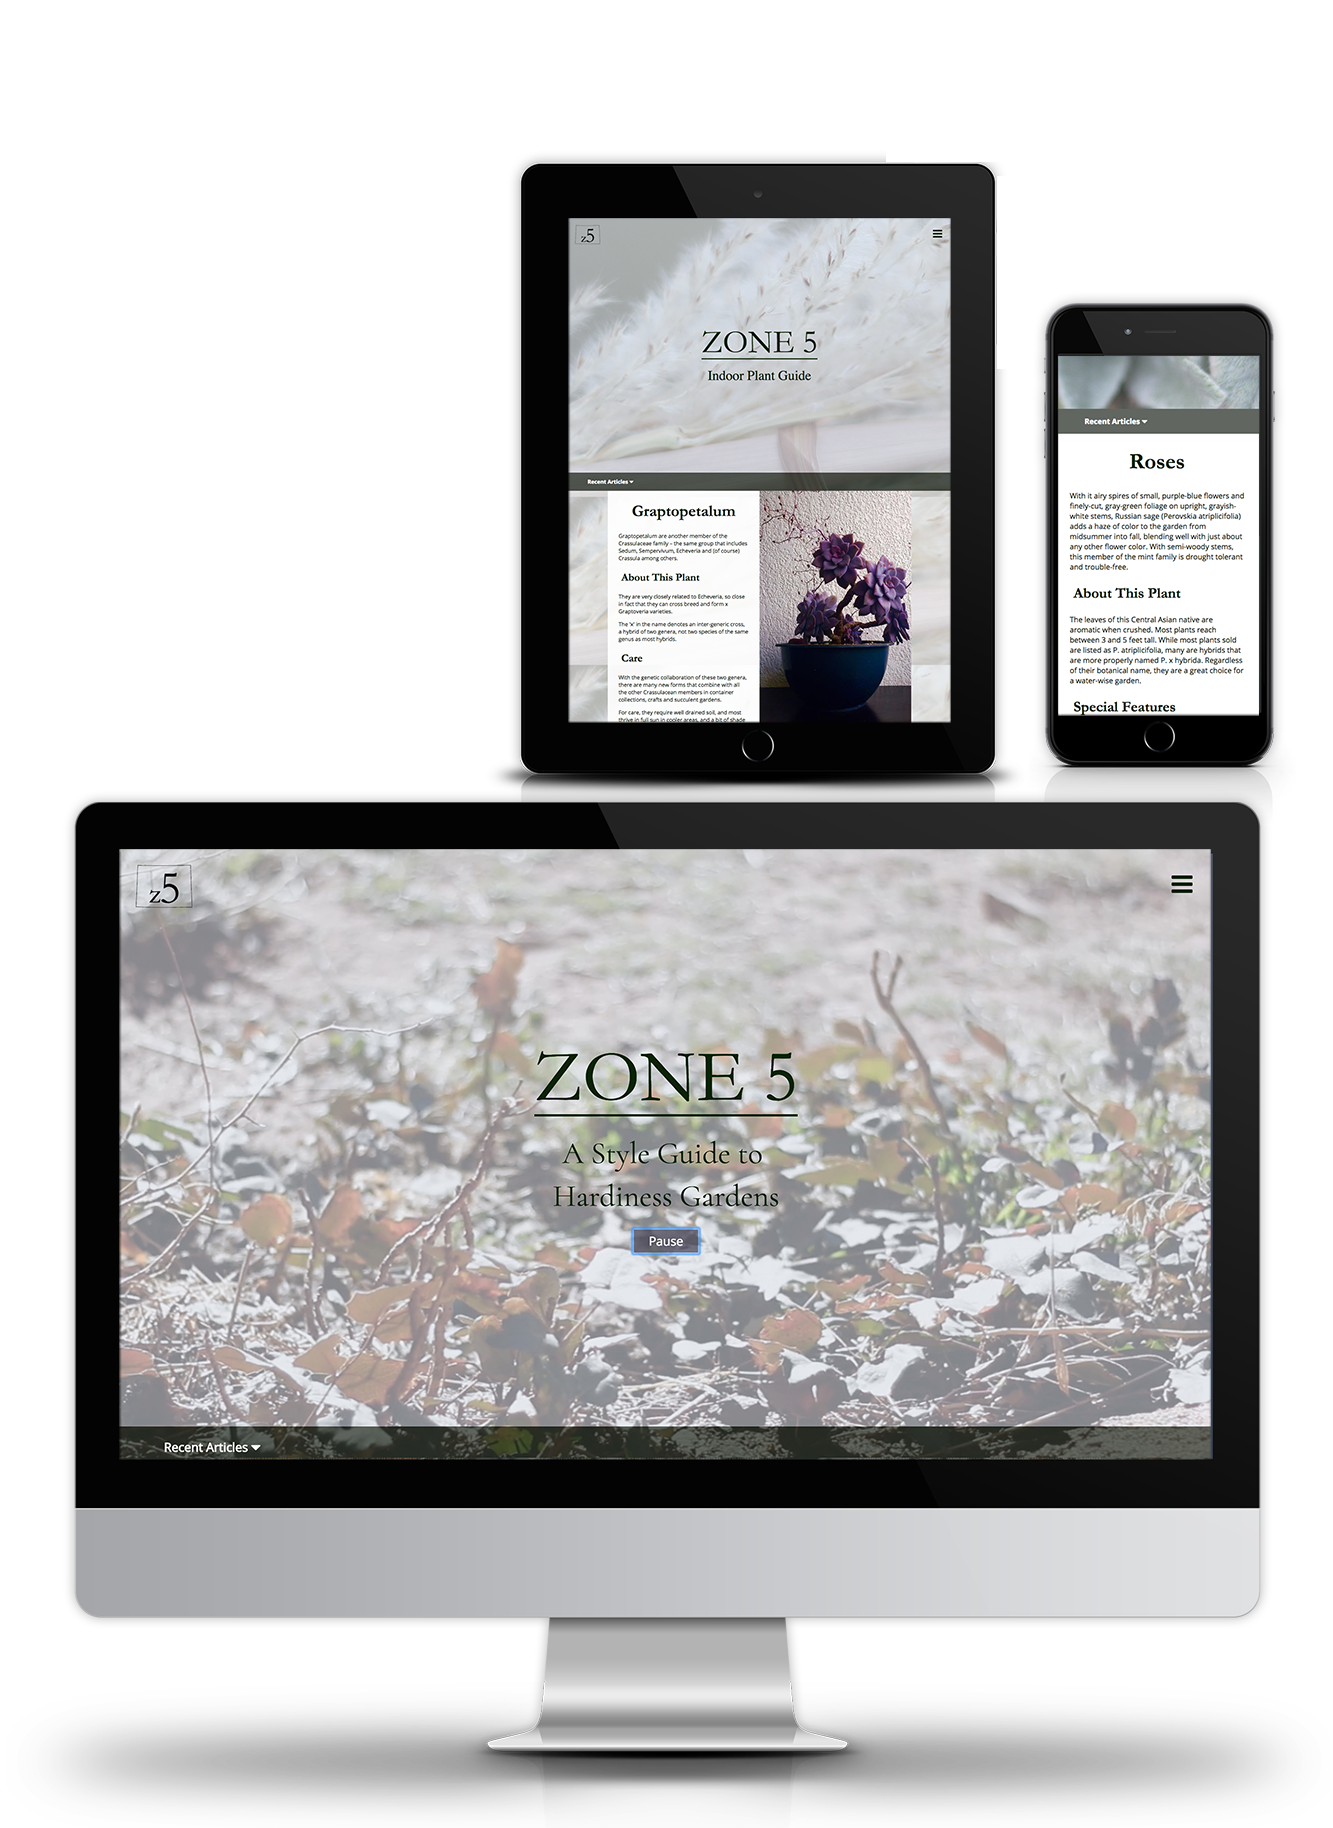 z5
ZONE 5
Indoor Plant Guide
Recent Articles
Graptopetalum
Graptopetalum are another member of the
Crassulaceae family – the same group that includes
Sedum, Sempervivum, Echeveria and (of course)
Crassula among others.
About This Plant
They are very closely related to Echeveria, so close
in fact that they can cross breed and form x
Graptoveria varieties.
The 'x' in the name denotes an inter-generic cross,
a hybrid of two genera, not two species of the same
genus as most hybrids.
Care
With the genetic collaboration of these two genera,
there are many new forms that combine with all
the other Crassulacean members in container
collections, crafts and succulent gardens.
For care, they require well drained soil, and most
thrive in full sun in cooler areas, and a bit of shade
Recent Articles
Roses
With it airy spires of small, purple-blue flowers and
finely-cut, gray-green foliage on upright, grayish-
white stems, Russian sage (Perovskia atriplicifolia)
adds a haze of color to the garden from
midsummer into fall, blending well with just about
any other flower color. With semi-woody stems,
this member of the mint family is drought tolerant
and trouble-free.
About This Plant
The leaves of this Central Asian native are
aromatic when crushed. Most plants reach
between 3 and 5 feet tall. While most plants sold
are listed as P. atriplicifolia, many are hybrids that
are more properly named P. x hybrida. Regardless
of their botanical name, they are a great choice for
a water-wise garden.
Special Features
z5
ZONE 5
A Style Guide to
Hardiness Gardens
Pause
Recent Articles